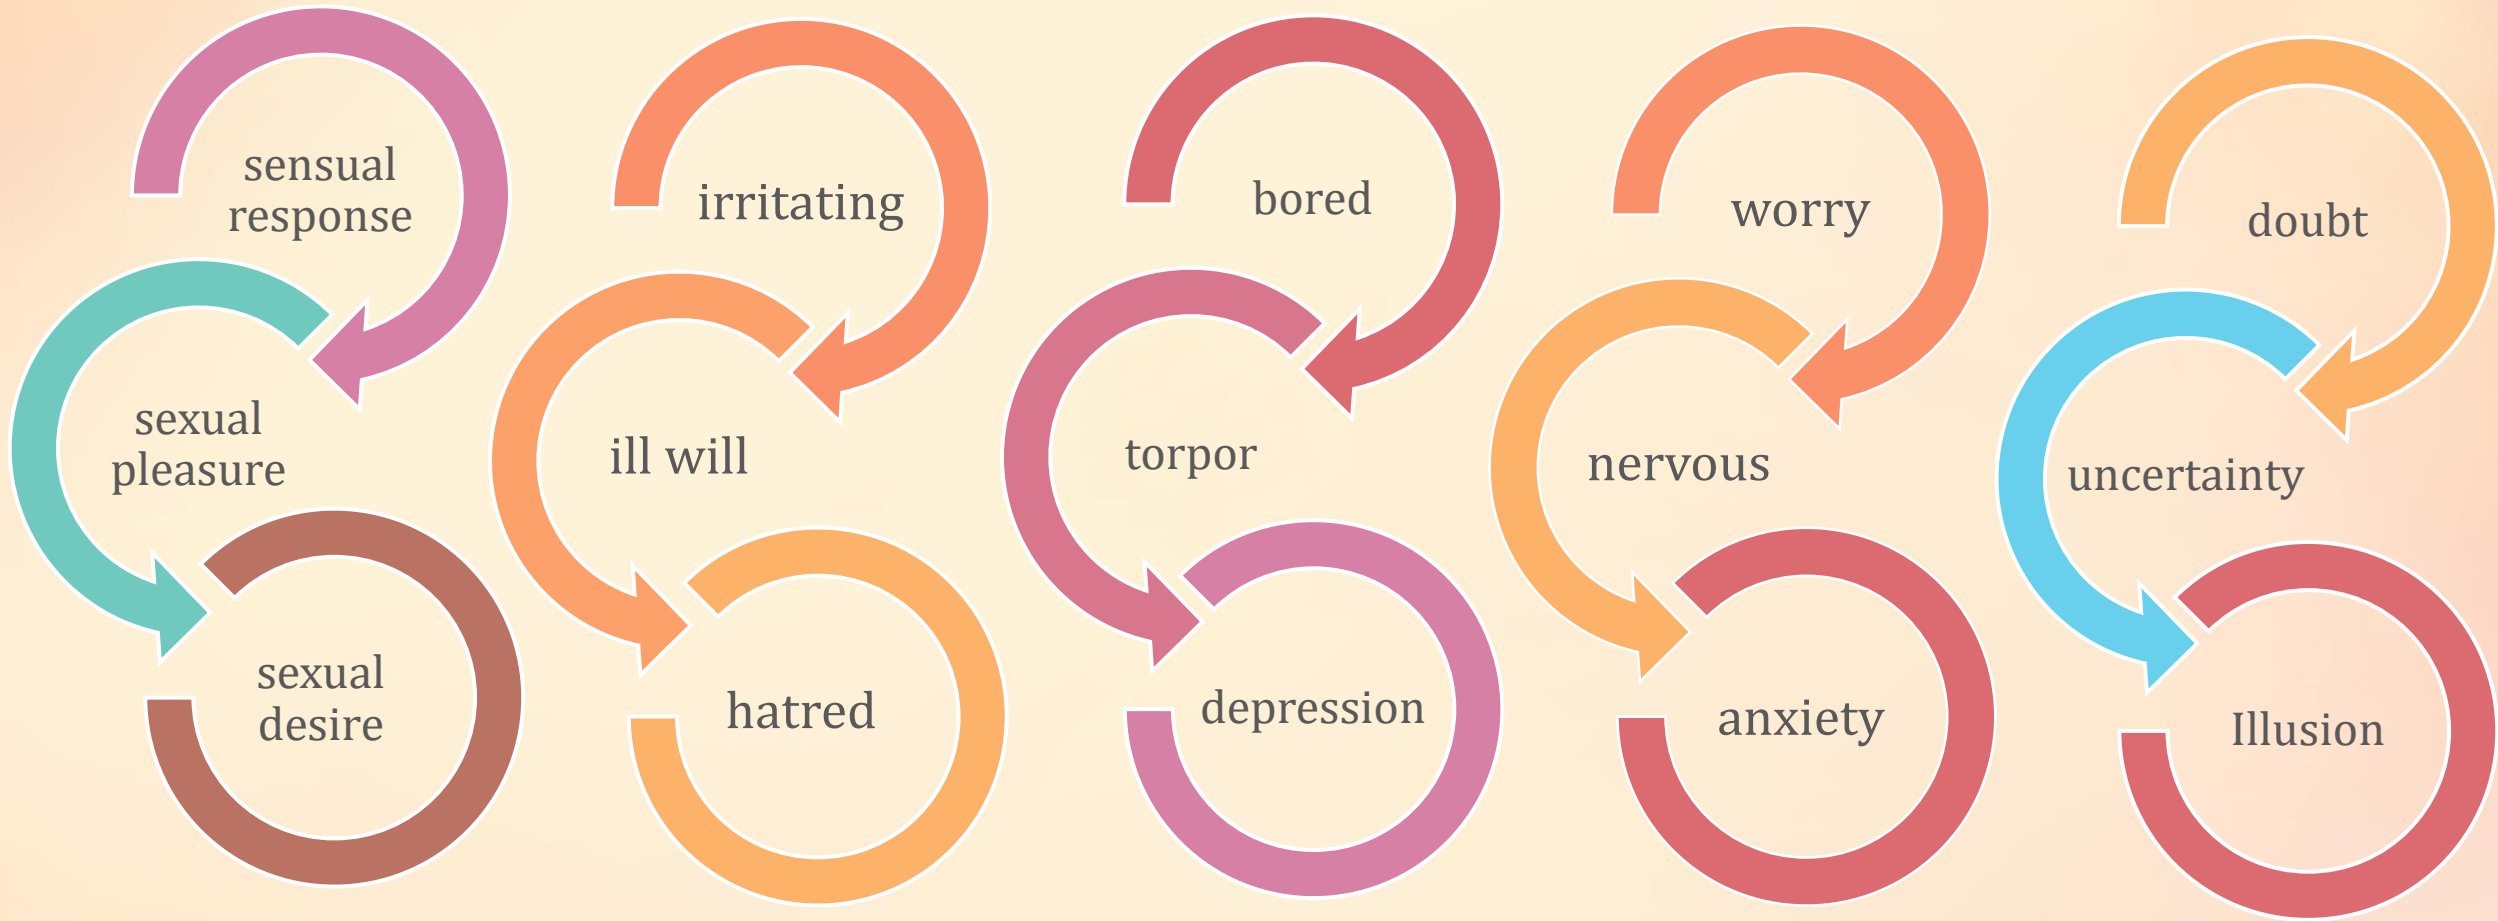 sensual
response
sexual
pleasure
sexual
desire
irritating
ill will
hatred
bored
torpor
depression
worry
nervous
anxiety
doubt
uncertainty
Illusion